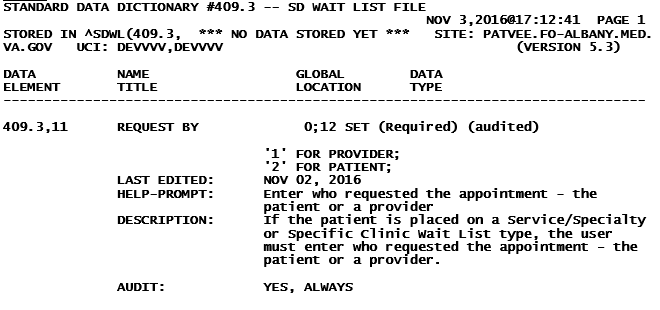 STANDARD DATA DICTIONARY #409.3 -- SD WAIT LIST FILE
NOV 3,2016@17:12:41 PAGE 1
STORED IN ^SDWL(409.3, *** NO DATA STORED YET *** SITE: PATVEE.FO-ALBANY.MED.
VA.GOV UCI: DEVVVV,DEVVVV (VERSION 5.3)
DATA NAME GLOBAL DATA
ELEMENT TITLE LOCATION TYPE
-------------------------------------------------------------------------------
409.3,11 REQUEST BY 0;12 SET (Required) (audited)
'1' FOR PROVIDER;
'2' FOR PATIENT;
LAST EDITED: NOV 02, 2016
HELP-PROMPT: Enter who requested the appointment - the
patient or a provider
DESCRIPTION: If the patient is placed on a Service/Specialty
or Specific Clinic Wait List type, the user
must enter who requested the appointment - the
patient or a provider.
AUDIT: YES, ALWAYS